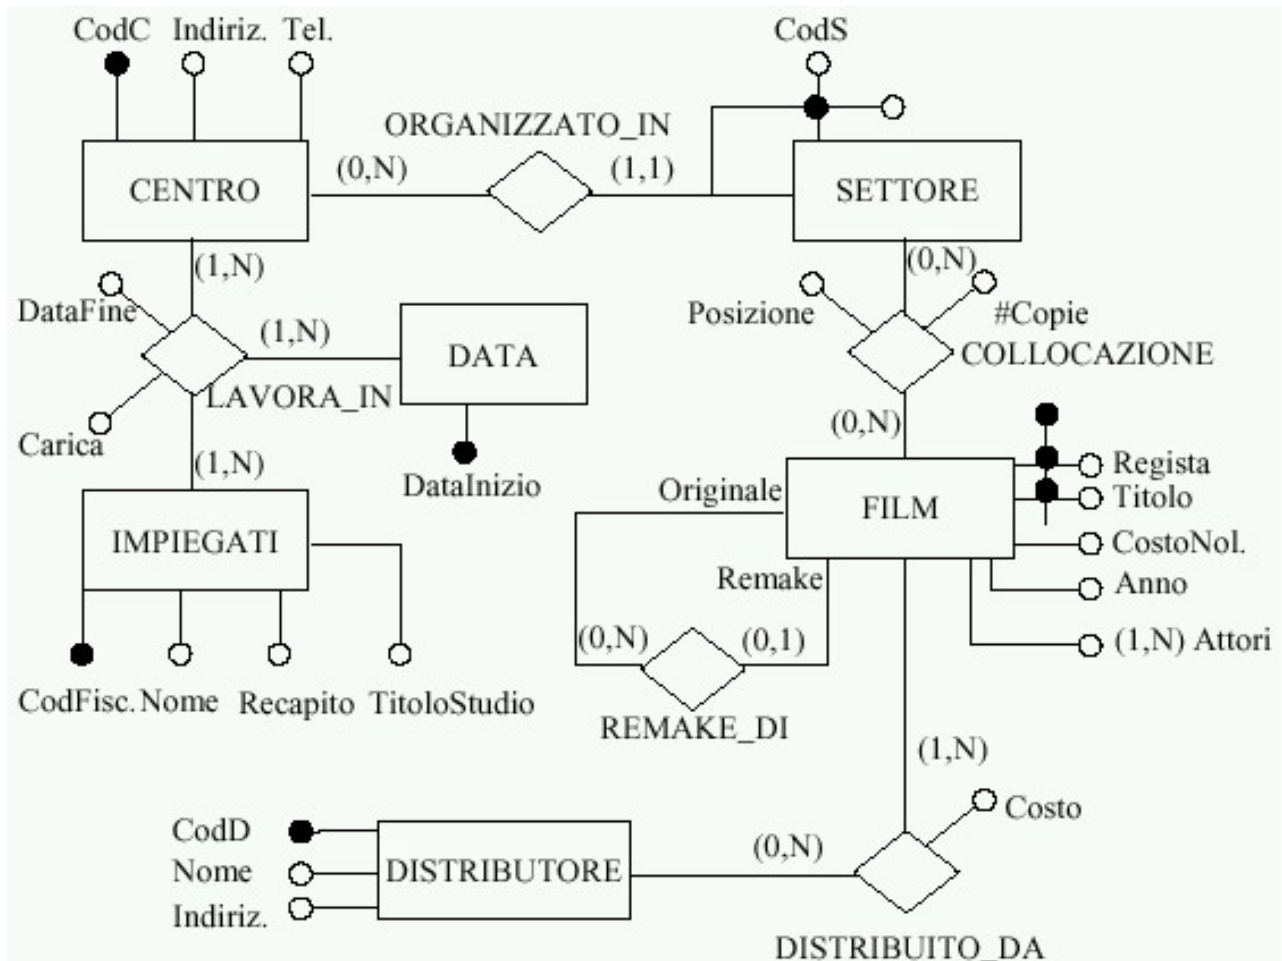 CodC Indiriz. Tel.
CodS
ORGANIZZATO_IN
CENTRO
(0,N)
(1,1)
SETTORE
(1,N)
(0,N)
DataFine
(1,N)
DATA
Posizione
#Copie
COLLOCAZIONE
LAVORA_IN
Carica
(1,N)
DataInizio
(0,N)
IMPIEGATI
Originale
FILM
Regista
Titolo
CostoNol.
Remake
Anno
(0,N)
(0,1)
(1,N) Attori
CodFisc. Nome Recapito TitoloStudio
REMAKE_DI
(1,N)
Costo
CodD
Nome
Indiriz.
DISTRIBUTORE
(0,N)
DISTRIBUITO_DA